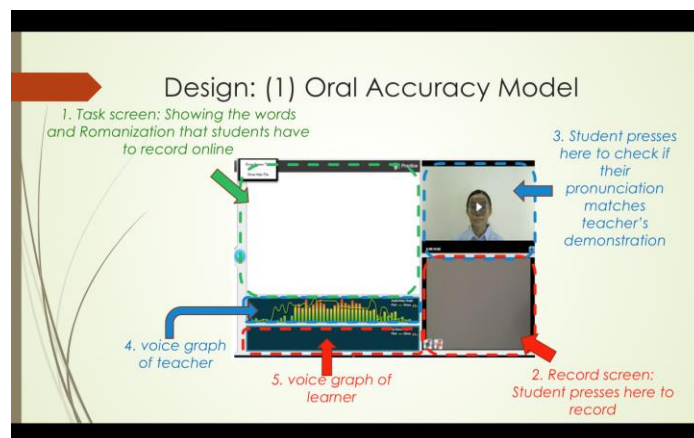 Design: (1) Oral Accuracy Model
1. Task screen: Showing the words
and Romanization that students have
to record online
3. Student presses
here to check if
their
pronunciation
matches
teacher's
demonstration
4. voice graph
of teacher
5. voice graph of
learner
2. Record screen:
Student presses here to
record